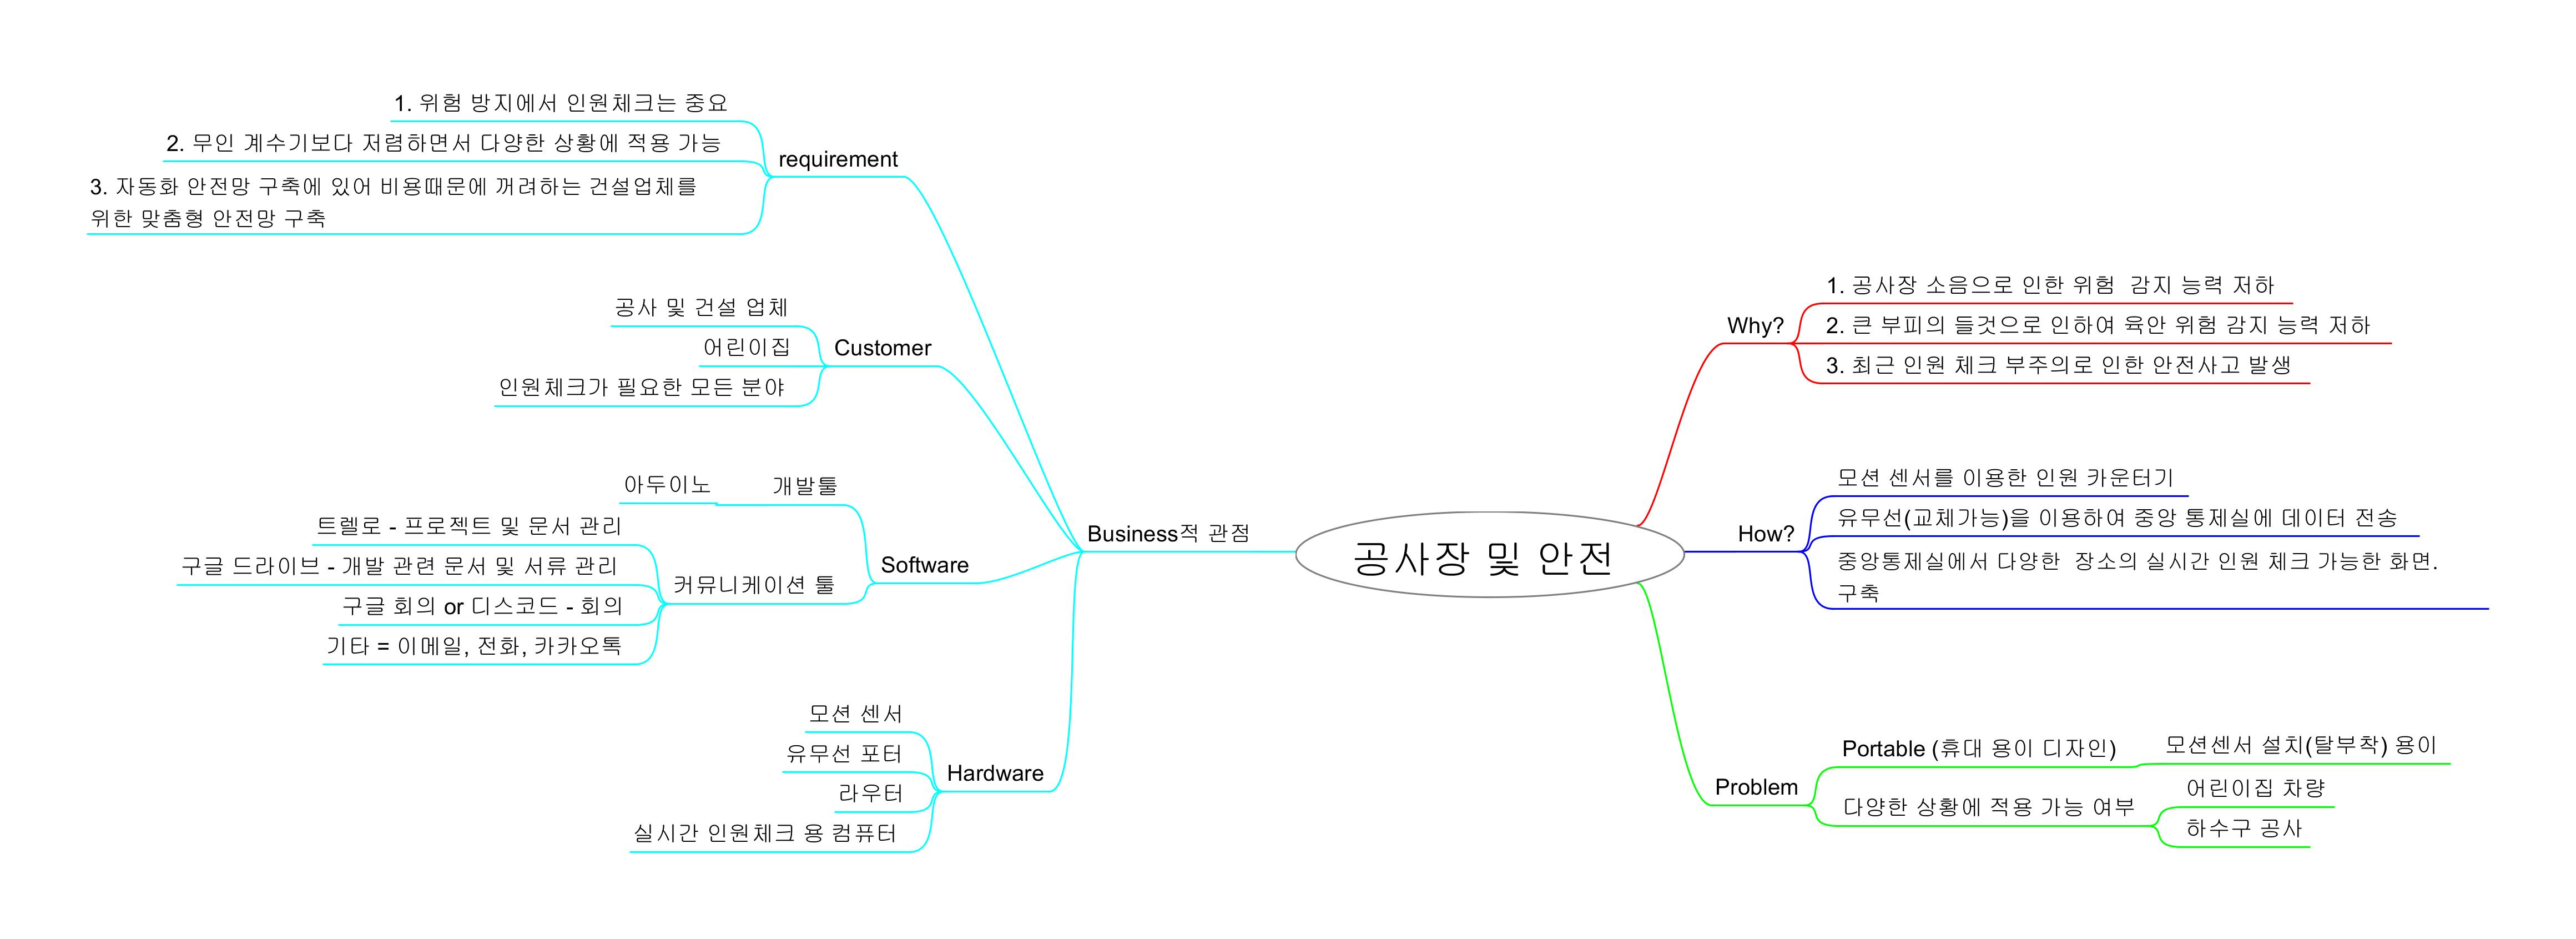 공사장 및 안전
Why?
1. 공사장 소음으로 인한 위험  감지 능력 저하
2. 큰 부피의 들것으로 인하여 육안 위험 감지 능력 저하
3. 최근 인원 체크 부주의로 인한 안전사고 발생
How?
모션 센서를 이용한 인원 카운터기
유무선(교체가능)을 이용하여 중앙 통제실에 데이터 전송
중앙통제실에서 다양한  장소의 실시간 인원 체크 가능한 화면.
구축
Problem
Portable (휴대 용이 디자인)
모션센서 설치(탈부착) 용이
다양한 상황에 적용 가능 여부
어린이집 차량
하수구 공사
Business적 관점
requirement
1. 위험 방지에서 인원체크는 중요
2. 무인 계수기보다 저렴하면서 다양한 상황에 적용 가능
3. 자동화 안전망 구축에 있어 비용때문에 꺼려하는 건설업체를
위한 맞춤형 안전망 구축
Customer
공사 및 건설 업체
어린이집
인원체크가 필요한 모든 분야
Software
개발툴
아두이노
커뮤니케이션 툴
트렐로 - 프로젝트 및 문서 관리
구글 드라이브 - 개발 관련 문서 및 서류 관리
구글 회의 or 디스코드 - 회의
기타 = 이메일, 전화, 카카오톡
Hardware
모션 센서
유무선 포터
라우터
실시간 인원체크 용 컴퓨터